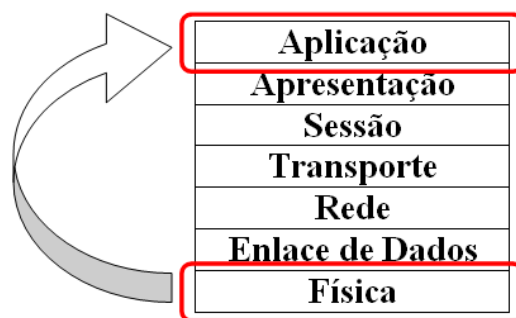 Aplicação
Apresentação
Sessão
Transporte
Rede
Enlace de Dados
Física